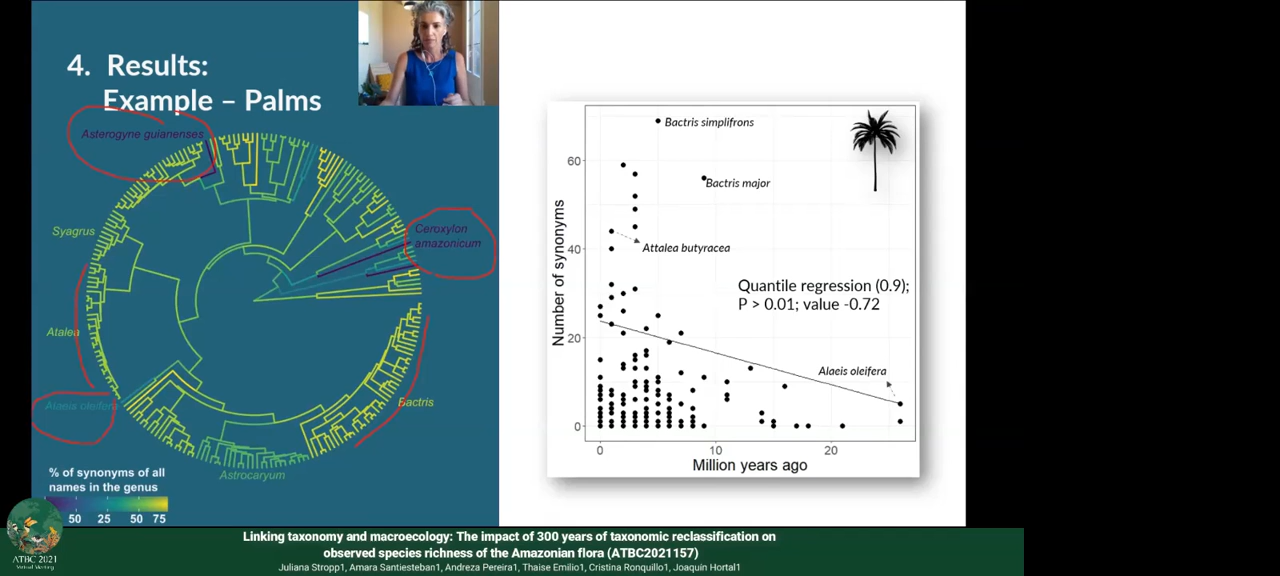 4. Results:
Example – Palms
Asterogyne guianenses
Ceroxylon
amazonicum
Syagrus
Atalea
Alaeis oleifera
Bactris
Astrocaryum
% of synonyms of all
names in the genus
50 25 50 75
Bactris simplifrons
Bactris major
Attalea butyracea
Quantile regression (0.9);
P > 0.01; value -0.72
Alaeis oleifera
Number of synonyms
60
40
20
0
0 10 20
Million years ago
ATBC 2021
Virtual Meeting
Linking taxonomy and macroecology: The impact of 300 years of taxonomic reclassification on
observed species richness of the Amazonian flora (ATBC2021157)
Juliana Stropp1, Amara Santiesteban1, Andreza Pereira1, Thaise Emilio1, Cristina Ronquillo1, Joaquín Hortal1